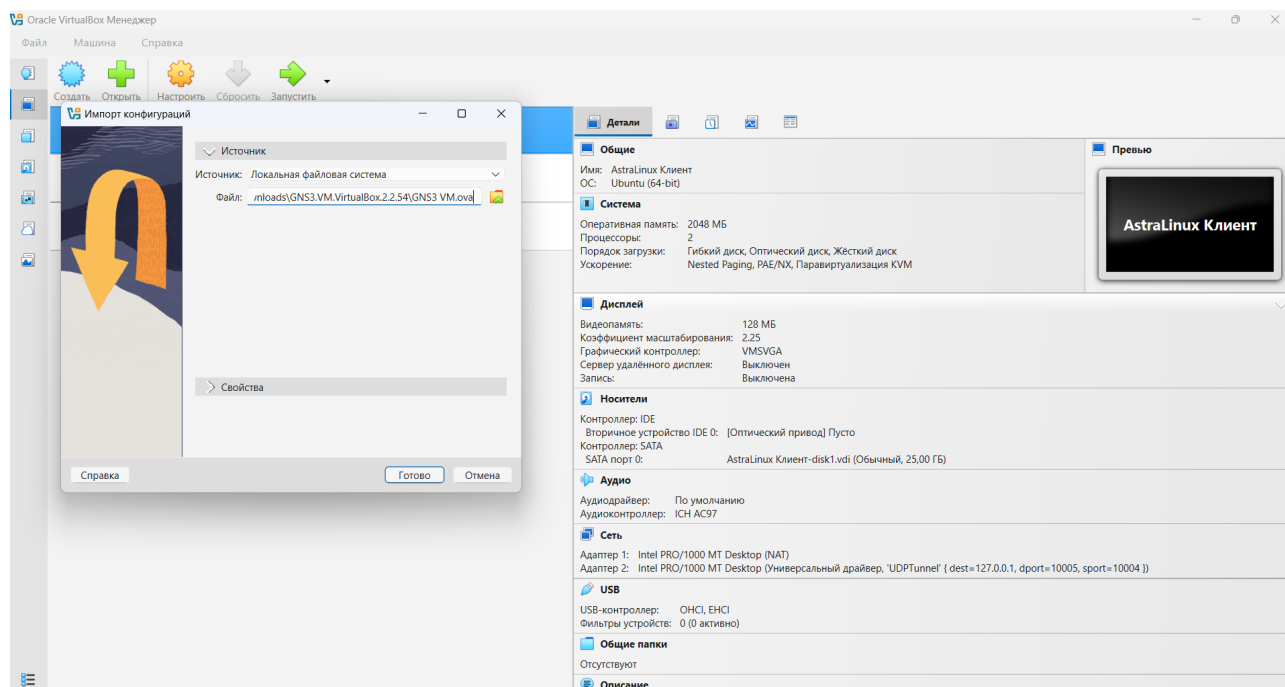 Oracle VirtualBox Менеджер
Файл Машина Справка
Создать Открыть Настроить Сбросить Запустить
Импорт конфигураций
Источник
Источник: Локальная файловая система
Файл: nloads\GNS3.VM.VirtualBox.2.2.54\GNS3 VM.ova
Свойства
Справка Готово Отмена
Детали
Общие
Имя: AstraLinux Клиент
ОС: Ubuntu (64-bit)
Превью
AstraLinux Клиент
Система
Оперативная память: 2048 МБ
Процессоры: 2
Порядок загрузки: Гибкий диск, Оптический диск, Жёсткий диск
Ускорение: Nested Paging, PAE/NX, Паравиртуализация KVM
Дисплей
Видеопамять: 128 МБ
Коэффициент масштабирования: 2.25
Графический контроллер: VMSVGA
Сервер удалённого дисплея: Выключен
Запись: Выключена
Носители
Контроллер: IDE
Вторичное устройство IDE 0: [Оптический привод] Пусто
Контроллер: SATA
SATA порт 0: AstraLinux Клиент-disk1.vdi (Обычный, 25,00 ГБ)
Аудио
Аудиодрайвер: По умолчанию
Аудиоконтроллер: ICH AC97
Сеть
Адаптер 1: Intel PRO/1000 MT Desktop (NAT)
Адаптер 2: Intel PRO/1000 MT Desktop (Универсальный драйвер, 'UDPTunnel' { dest=127.0.0.1, dport=10005, sport=10004 })
USB
USB-контроллер: OHCI, EHCI
Фильтры устройств: 0 (0 активно)
Общие папки
Отсутствуют
Описание